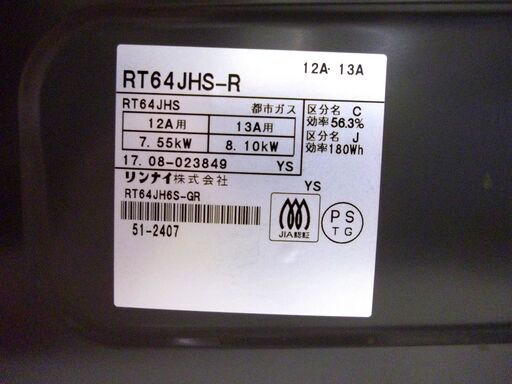 12A・13A
RT64JHS-R
RT64JHS 都市ガス
12A用 13A用
7.55kW 8.10kW
区分名 C
効率56.3%
区分名 J
効率180Wh
17.08-023849 YS
リンナイ株式会社
YS
RT64JH6S-GR
51-2407
JIA認証
PS
TG